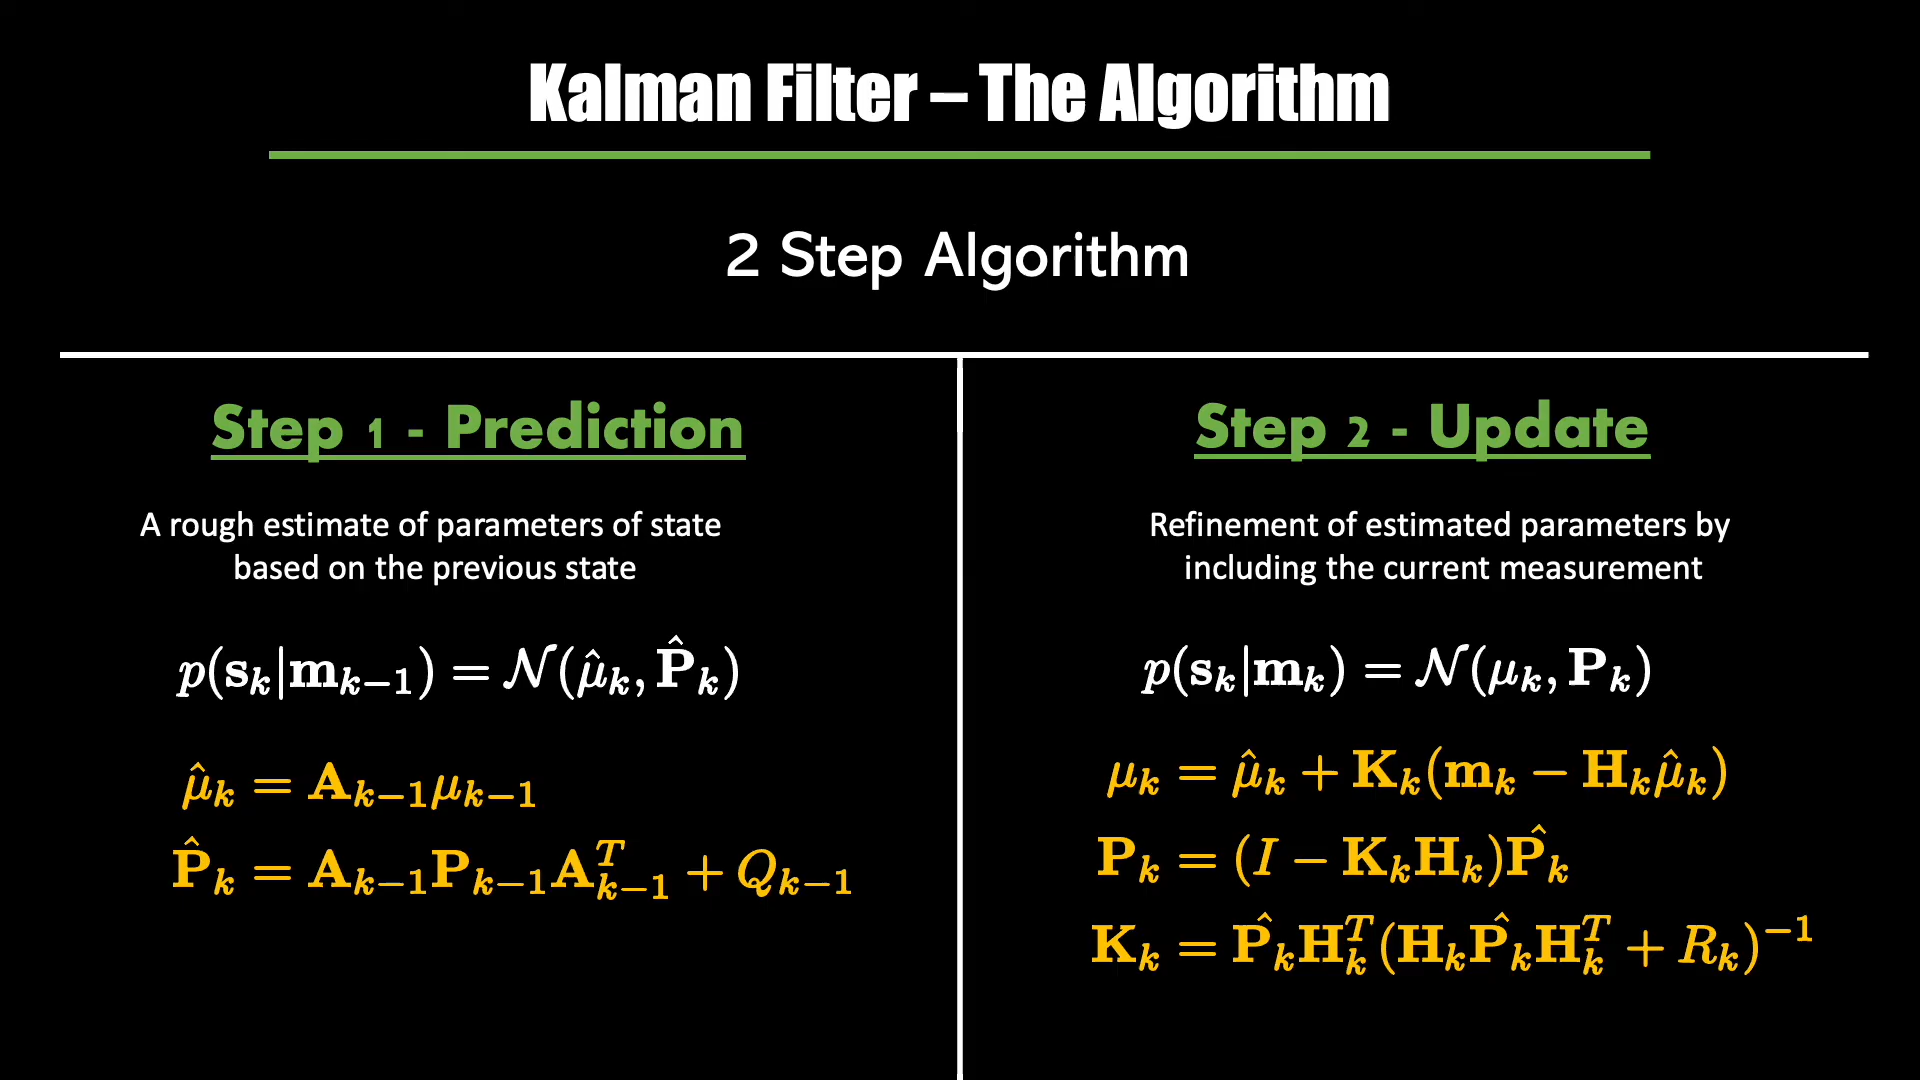 Kalman Filter – The Algorithm
2 Step Algorithm
Step 1 - Prediction
A rough estimate of parameters of state
based on the previous state
p(𝐬ₖ|𝐦ₖ₋₁) = 𝒩(μ̂ₖ, 𝐏̂ₖ)
μ̂ₖ = 𝐀ₖ₋₁μₖ₋₁
𝐏̂ₖ = 𝐀ₖ₋₁𝐏ₖ₋₁𝐀ᵀₖ₋₁ + Qₖ₋₁
Step 2 - Update
Refinement of estimated parameters by
including the current measurement
p(𝐬ₖ|𝐦ₖ) = 𝒩(μₖ, 𝐏ₖ)
μₖ = μ̂ₖ + 𝐊ₖ(𝐦ₖ − 𝐇ₖμ̂ₖ)
𝐏ₖ = (I − 𝐊ₖ𝐇ₖ)𝐏̂ₖ
𝐊ₖ = 𝐏̂ₖ𝐇ᵀₖ(𝐇ₖ𝐏̂ₖ𝐇ᵀₖ + Rₖ)⁻¹